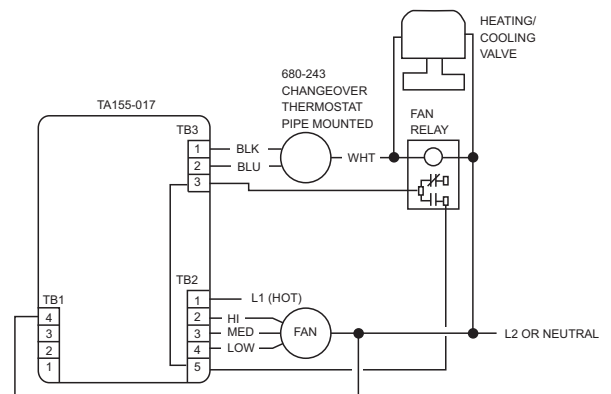 HEATING/
COOLING
VALVE
680-243
CHANGEOVER
THERMOSTAT
PIPE MOUNTED
TA155-017
FAN
RELAY
TB3
1
BLK
2
BLU
WHT
3
TB2
1
L1 (HOT)
TB1
4
2
HI
3
3
MED
FAN
L2 OR NEUTRAL
2
4
LOW
1
5